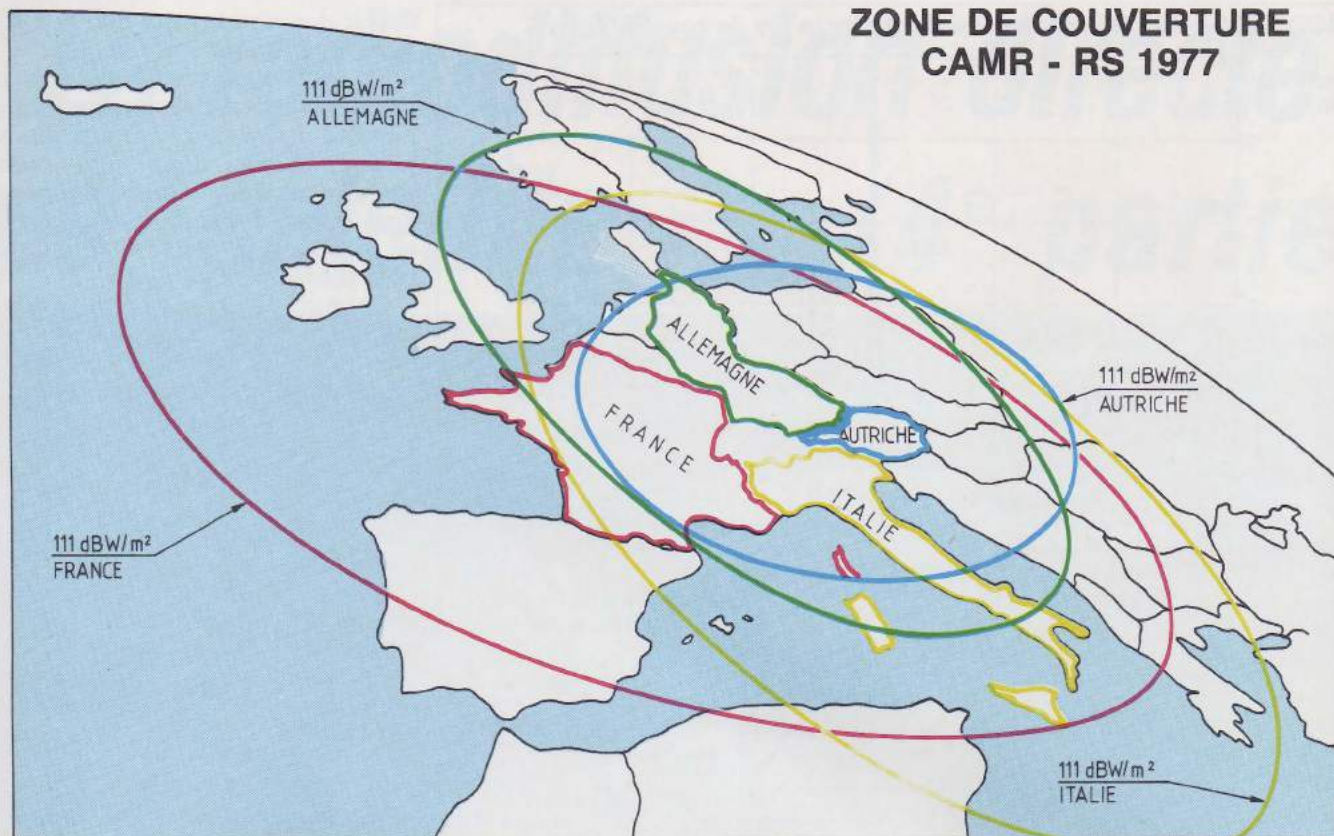 ZONE DE COUVERTURE
CAMR - RS 1977
111 dBW/m²
ALLEMAGNE
111 dBW/m²
AUTRICHE
ALLEMAGNE
FRANCE
AUTRICHE
ITALIE
111 dBW/m²
FRANCE
111 dBW/m²
ITALIE